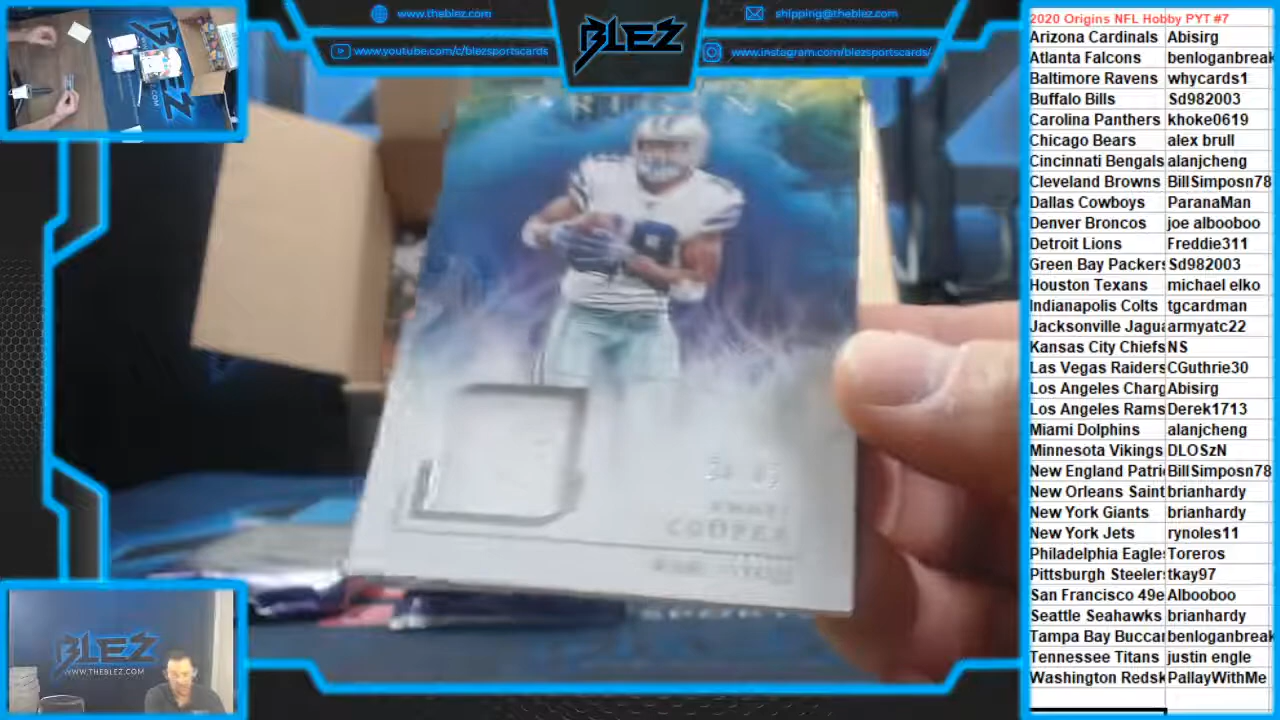 www.theblez.com
shipping@theblez.com
www.youtube.com/c/blezsportscards
BLEZ
www.instagram.com/blezsportscards/
2020 Origins NFL Hobby PYT #7
Arizona Cardinals Abisirg
Atlanta Falcons benloganbreak
Baltimore Ravens whycards1
Buffalo Bills Sd982003
Carolina Panthers khoke0619
Chicago Bears alex brull
Cincinnati Bengals alanjcheng
Cleveland Browns BillSimposn78
Dallas Cowboys ParanaMan
Denver Broncos joe albooboo
Detroit Lions Freddie311
Green Bay Packers Sd982003
Houston Texans michael elko
Indianapolis Colts tgcardman
Jacksonville Jagua armyatc22
Kansas City Chiefs NS
Las Vegas Raiders CGuthrie30
Los Angeles Charg Abisirg
Los Angeles Rams Derek1713
Miami Dolphins alanjcheng
Minnesota Vikings DLOSzN
New England Patrie BillSimposn78
New Orleans Saint brianhardy
New York Giants brianhardy
New York Jets rynoles11
Philadelphia Eagle Toreros
Pittsburgh Steeler tkay97
San Francisco 49e Albooboo
Seattle Seahawks brianhardy
Tampa Bay Buccar benloganbreak
Tennessee Titans justin engle
Washington Redsk PallayWithMe
19
COOPER
BLEZ
WWW.THEBLEZ.COM